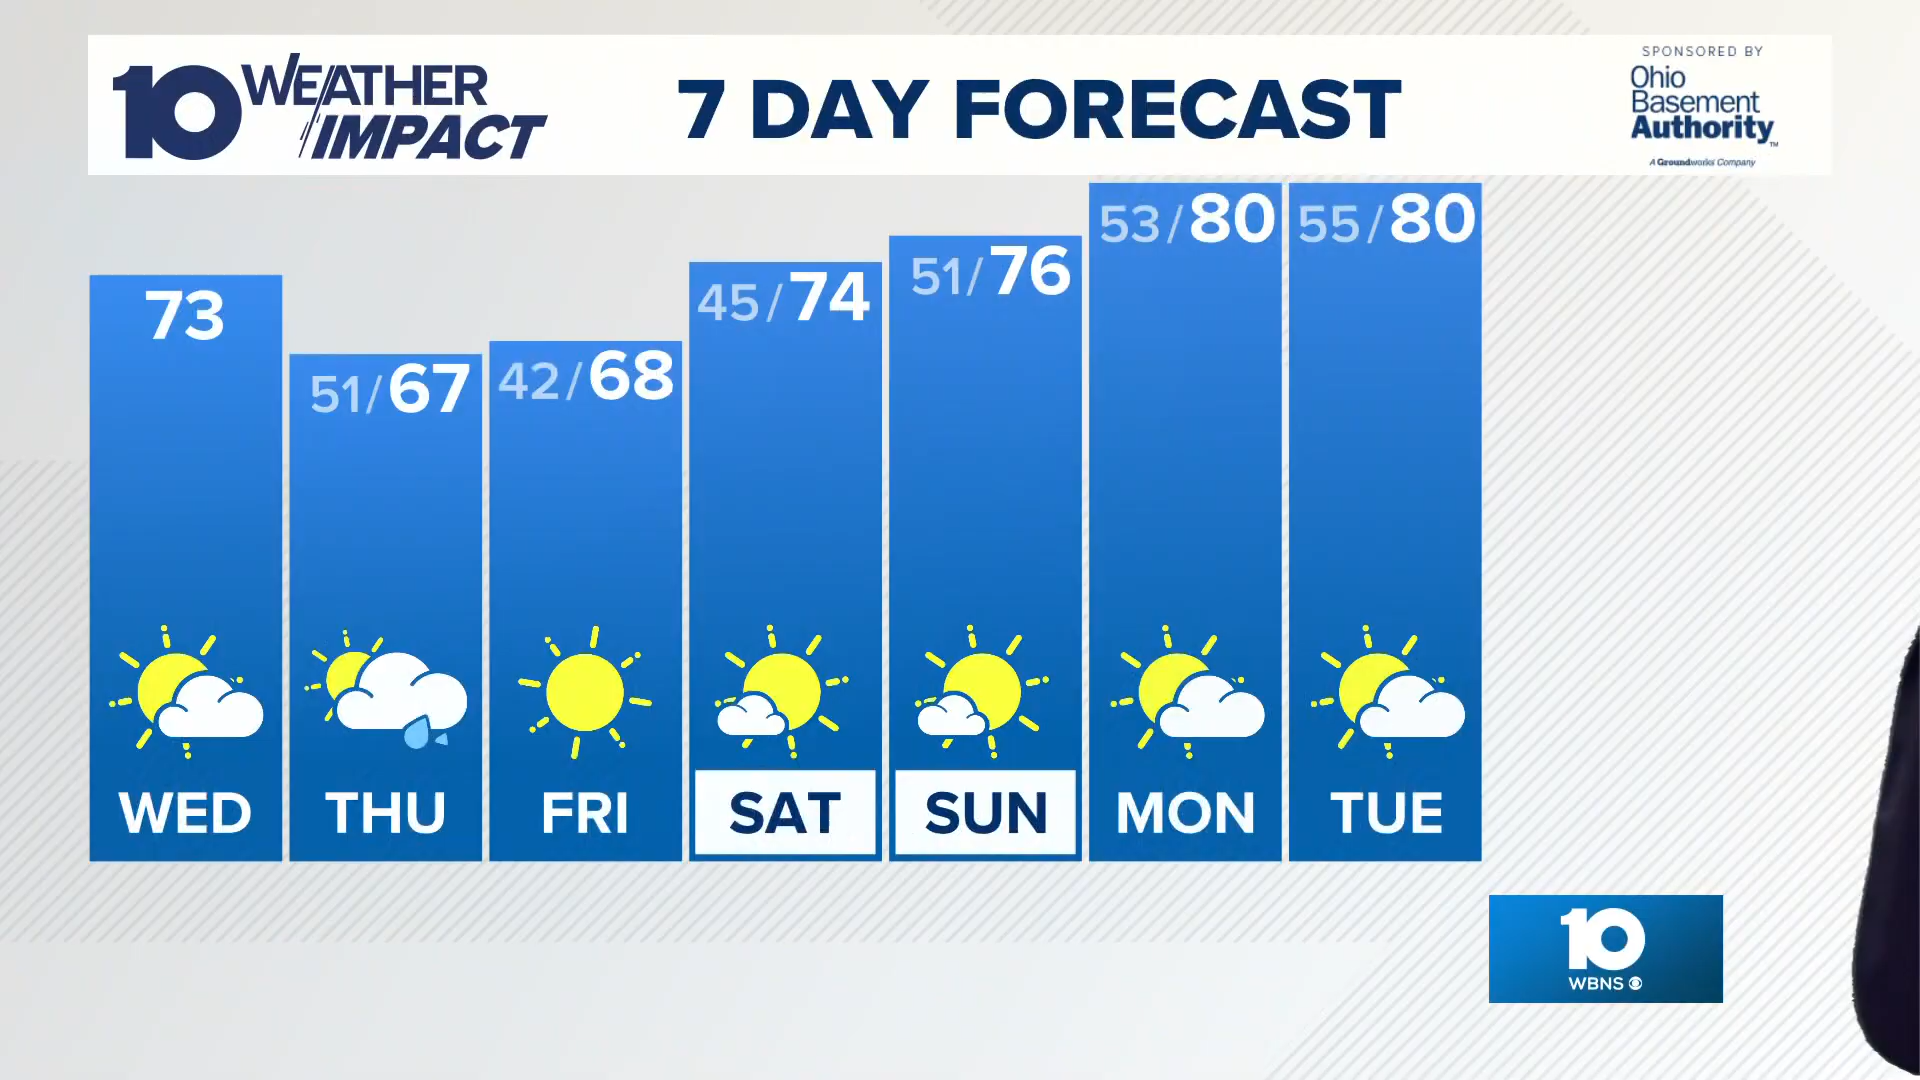 10 WEATHER
IMPACT
7 DAY FORECAST
SPONSORED BY
Ohio
Basement
Authority™
A Groundworks Company
73
51/67
42/68
45/74
51/76
53/80
55/80
WED
THU
FRI
SAT
SUN
MON
TUE
10
WBNS